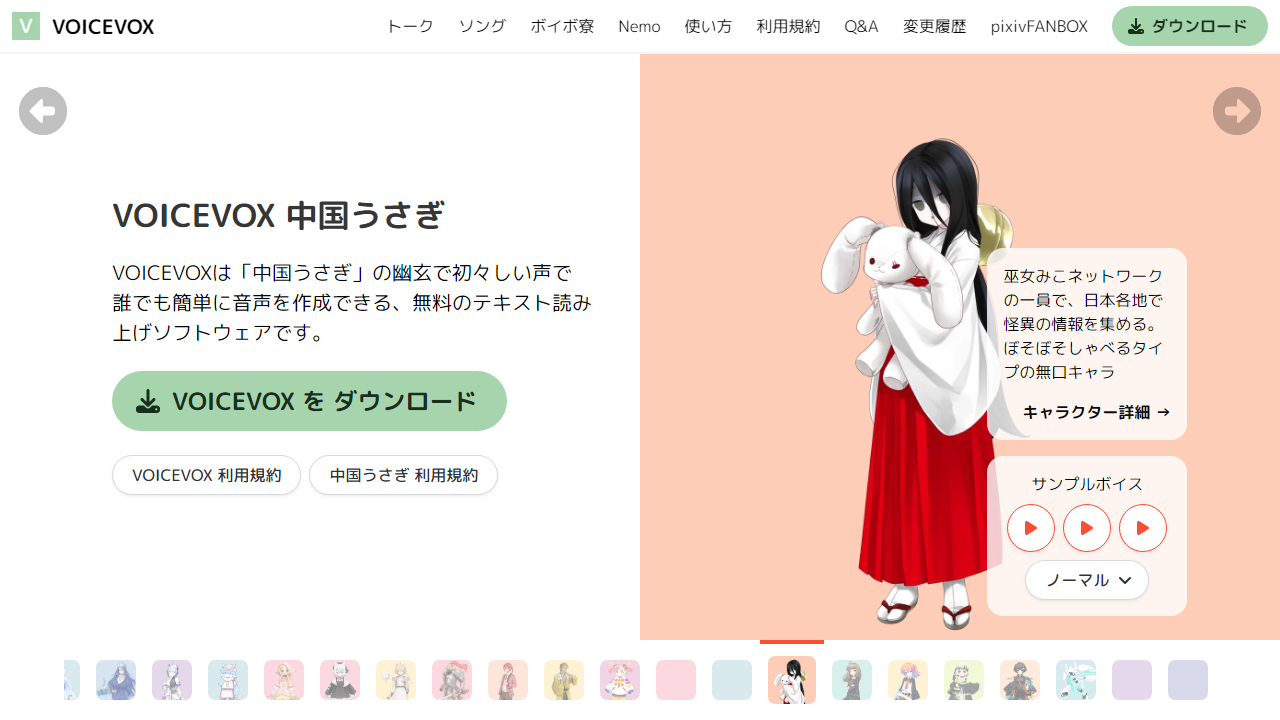 V VOICEVOX トーク ソング ボイボ寮 Nemo 使い方 利用規約 Q&A 変更履歴 pixivFANBOX ダウンロード
VOICEVOX 中国うさぎ
VOICEVOXは「中国うさぎ」の幽玄で初々しい声で
誰でも簡単に音声を作成できる、無料のテキスト読み
上げソフトウェアです。
VOICEVOX を ダウンロード
VOICEVOX 利用規約 中国うさぎ 利用規約
巫女みこネットワーク
の一員で、日本各地で
怪異の情報を集める。
ぼそぼそしゃべるタイ
プの無口キャラ
キャラクター詳細 →
サンプルボイス
ノーマル